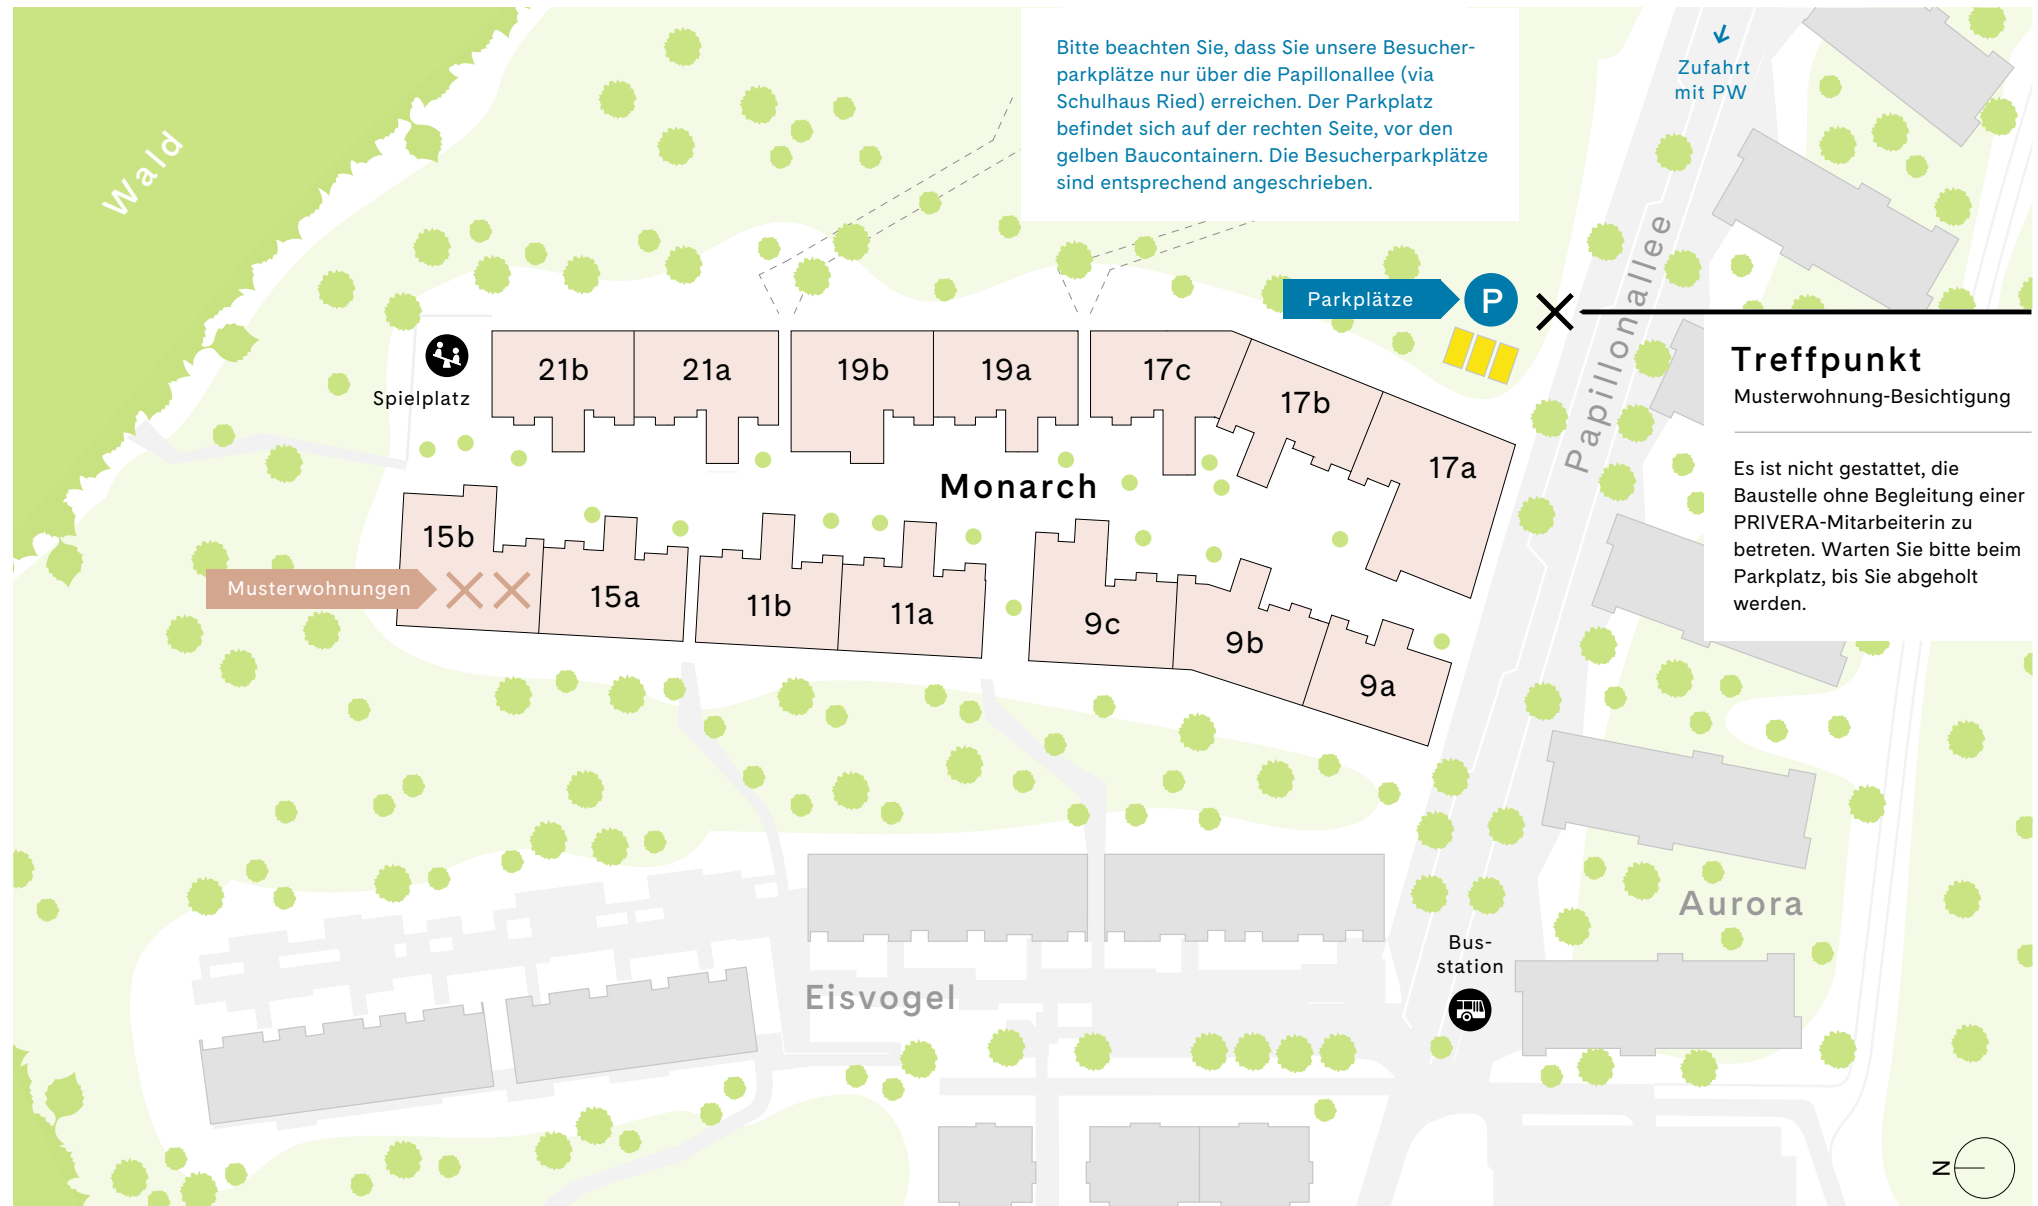 Bitte beachten Sie, dass Sie unsere Besucher-
parkplätze nur über die Papillonallee (via
Schulhaus Ried) erreichen. Der Parkplatz
befindet sich auf der rechten Seite, vor den
gelben Baucontainern. Die Besucherparkplätze
sind entsprechend angeschrieben.
Zufahrt
mit PW
Wald
Papillonallee
Parkplätze
P
Treffpunkt
Musterwohnung-Besichtigung
Es ist nicht gestattet, die
Baustelle ohne Begleitung einer
PRIVERA-Mitarbeiterin zu
betreten. Warten Sie bitte beim
Parkplatz, bis Sie abgeholt
werden.
Spielplatz
21b
21a
19b
19a
17c
17b
17a
Monarch
15b
Musterwohnungen
15a
11b
11a
9c
9b
9a
Aurora
Bus-
station
Eisvogel
N